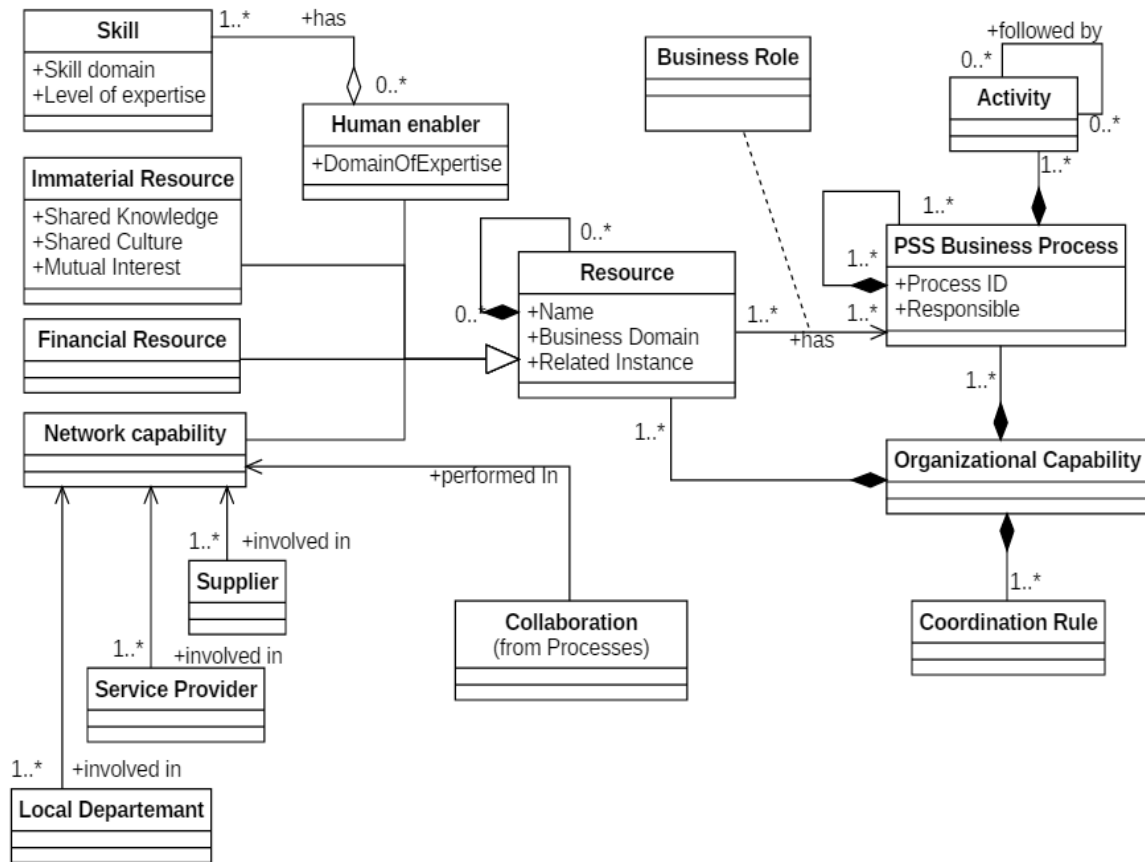 Skill
+Skill domain
+Level of expertise
1..*
+has
0..*
Human enabler
+DomainOfExpertise
Immaterial Resource
+Shared Knowledge
+Shared Culture
+Mutual Interest
Financial Resource
Network capability
Business Role
+followed by
0..*
Activity
0..*
1..*
1..*
PSS Business Process
1..*
+Process ID
+Responsible
0..*
Resource
0..*
+Name
+Business Domain
+Related Instance
1..*
1..*
+has
1..*
1..*
Organizational Capability
+performed In
1..*
+involved in
Supplier
1..*
+involved in
Service Provider
1..*
+involved in
Local Departemant
Collaboration
(from Processes)
1..*
Coordination Rule